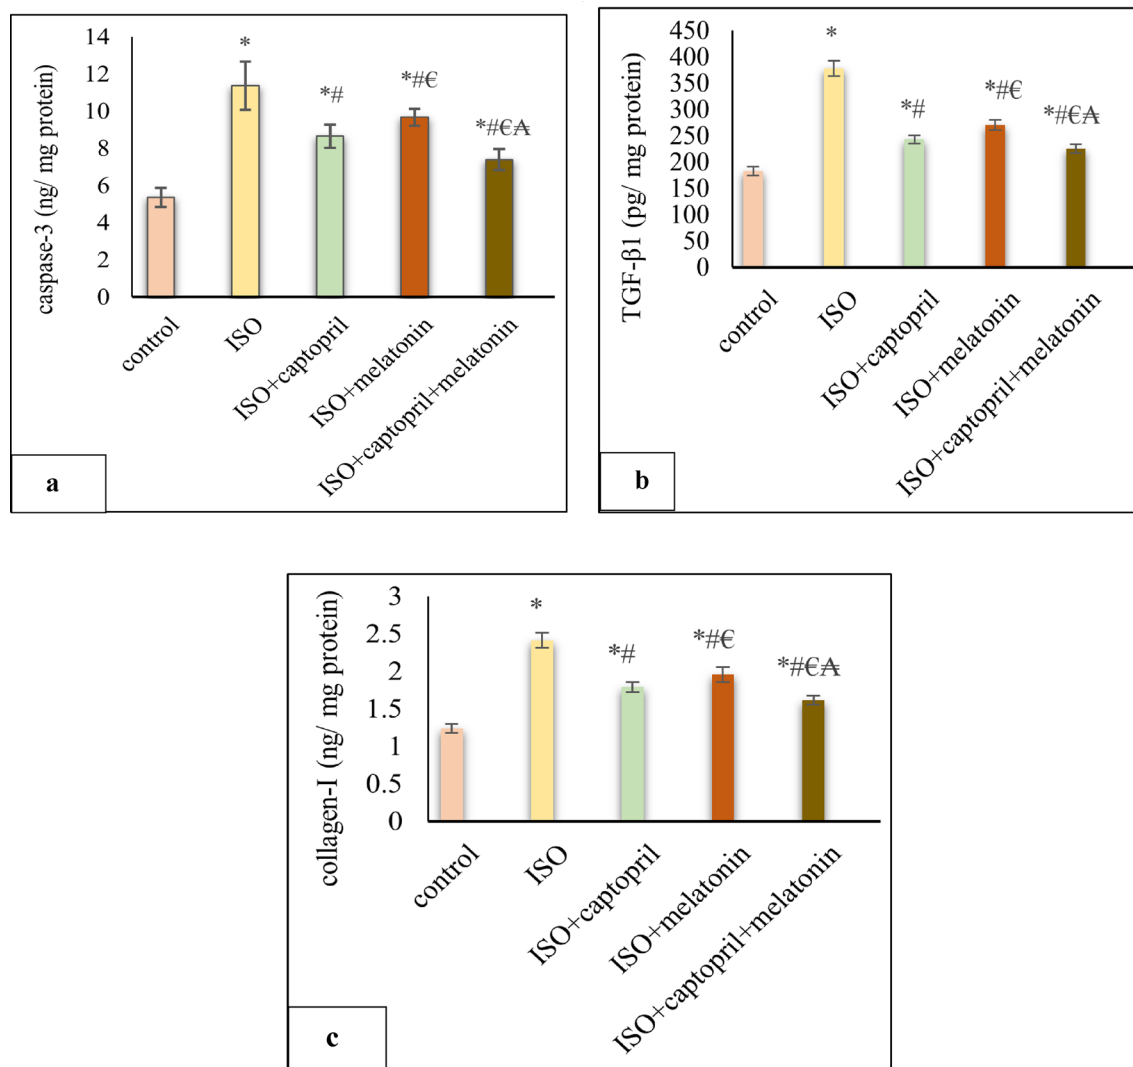 caspase-3 (ng/ mg protein)
14
12
10
8
6
4
2
0
*
*#
*#€
*#€₳
control
ISO
ISO+captopril
ISO+melatonin
ISO+captopril+melatonin
a
TGF-β1 (pg/ mg protein)
450
400
350
300
250
200
150
100
50
0
*
*#
*#€
*#€₳
control
ISO
ISO+captopril
ISO+melatonin
ISO+captopril+melatonin
b
collagen-I (ng/ mg protein)
3
2.5
2
1.5
1
0.5
0
*
*#
*#€
*#€₳
control
ISO
ISO+captopril
ISO+melatonin
ISO+captopril+melatonin
c